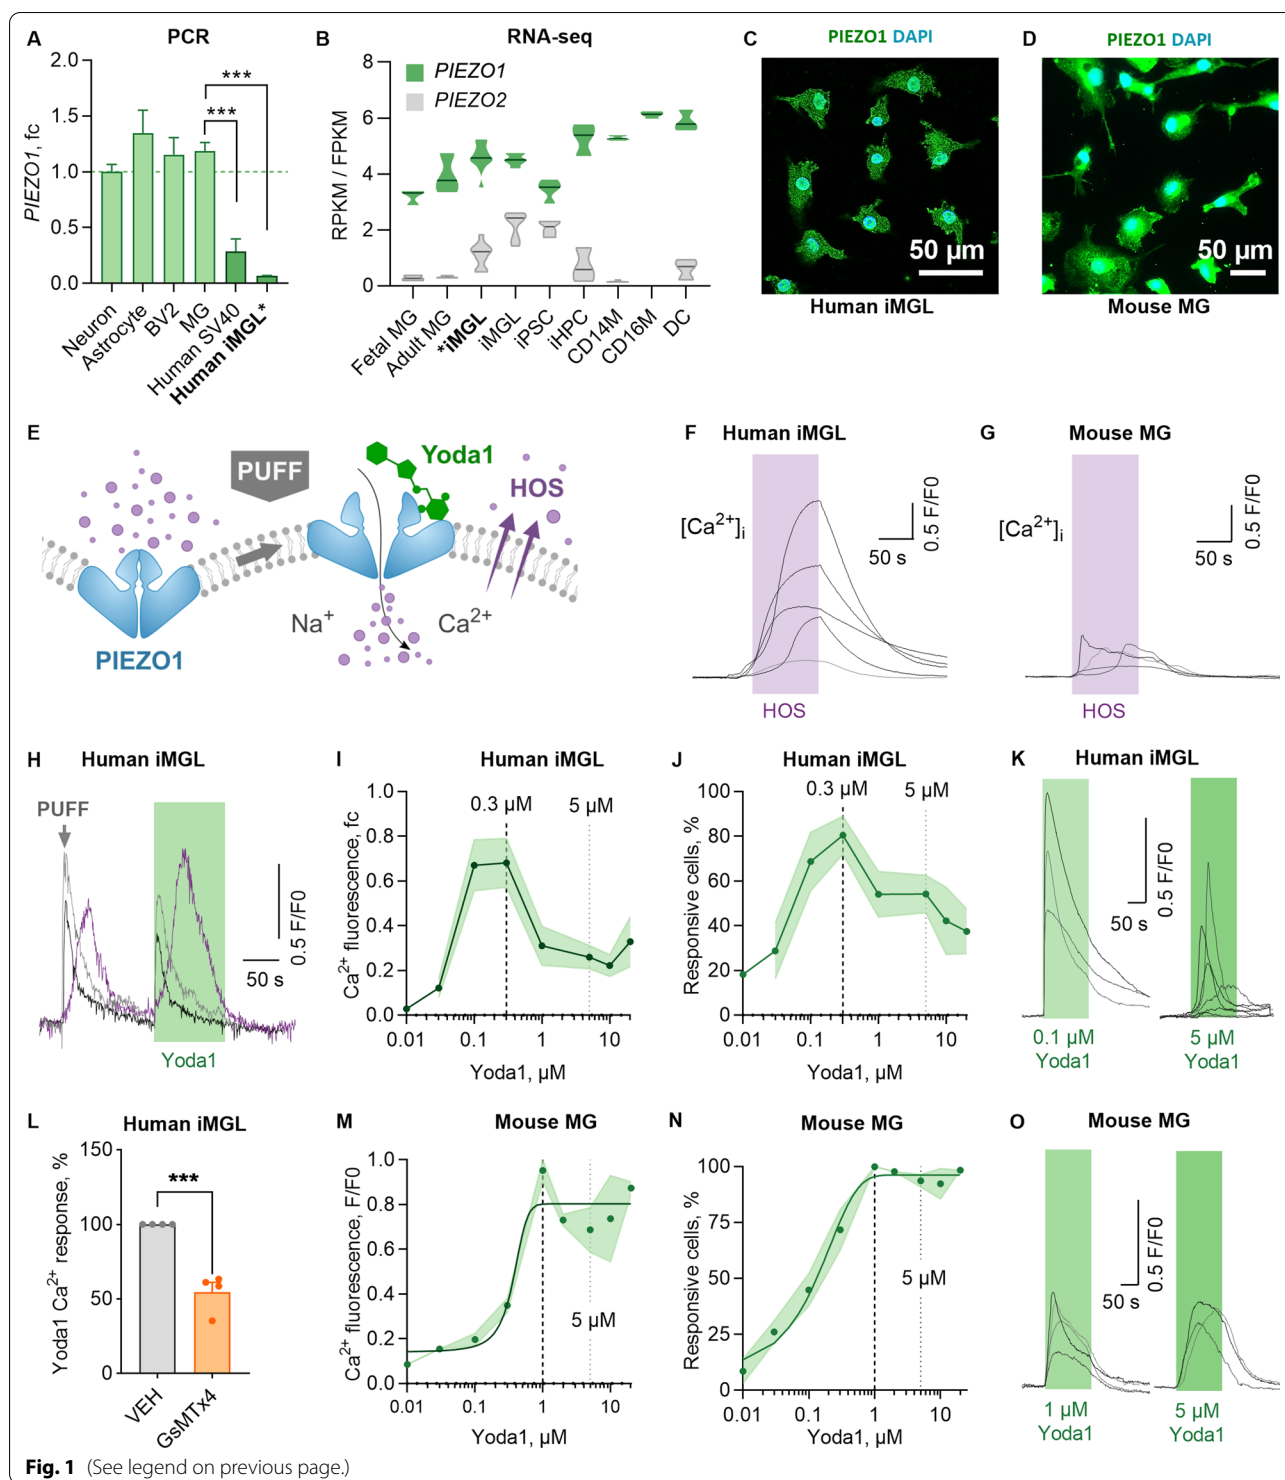 A
PCR
PIEZO1, fc
2.0
1.5
1.0
0.5
0.0
***
***
Neuron
Astrocyte
BV2
MG
Human SV40
Human iMGL*
B
RNA-seq
RPKM / FPKM
8
6
4
2
0
PIEZO1
PIEZO2
Fetal MG
Adult MG
*iMGL
iMGL
iPSC
iHPC
CD14M
CD16M
DC
C
PIEZO1 DAPI
50 µm
Human iMGL
D
PIEZO1 DAPI
50 µm
Mouse MG
E
PUFF
Yoda1
HOS
Na⁺
Ca²⁺
PIEZO1
F
Human iMGL
[Ca²⁺]ᵢ
0.5 F/F0
50 s
HOS
G
Mouse MG
[Ca²⁺]ᵢ
0.5 F/F0
50 s
HOS
H
Human iMGL
PUFF
0.5 F/F0
50 s
Yoda1
I
Human iMGL
Ca²⁺ fluorescence, fc
1.0
0.8
0.6
0.4
0.2
0.0
0.3 µM
5 µM
0.01
0.1
1
10
Yoda1, µM
J
Human iMGL
Responsive cells, %
100
80
60
40
20
0
0.3 µM
5 µM
0.01
0.1
1
10
Yoda1, µM
K
Human iMGL
0.5 F/F0
50 s
0.1 µM
Yoda1
5 µM
Yoda1
L
Human iMGL
Yoda1 Ca²⁺ response, %
150
100
50
0
***
VEH
GsMTx4
M
Mouse MG
Ca²⁺ fluorescence, F/F0
1.0
0.8
0.6
0.4
0.2
0.0
5 µM
0.01
0.1
1
10
Yoda1, µM
N
Mouse MG
Responsive cells, %
100
75
50
25
0
5 µM
0.01
0.1
1
10
Yoda1, µM
O
Mouse MG
0.5 F/F0
50 s
1 µM
Yoda1
5 µM
Yoda1
Fig. 1 (See legend on previous page.)